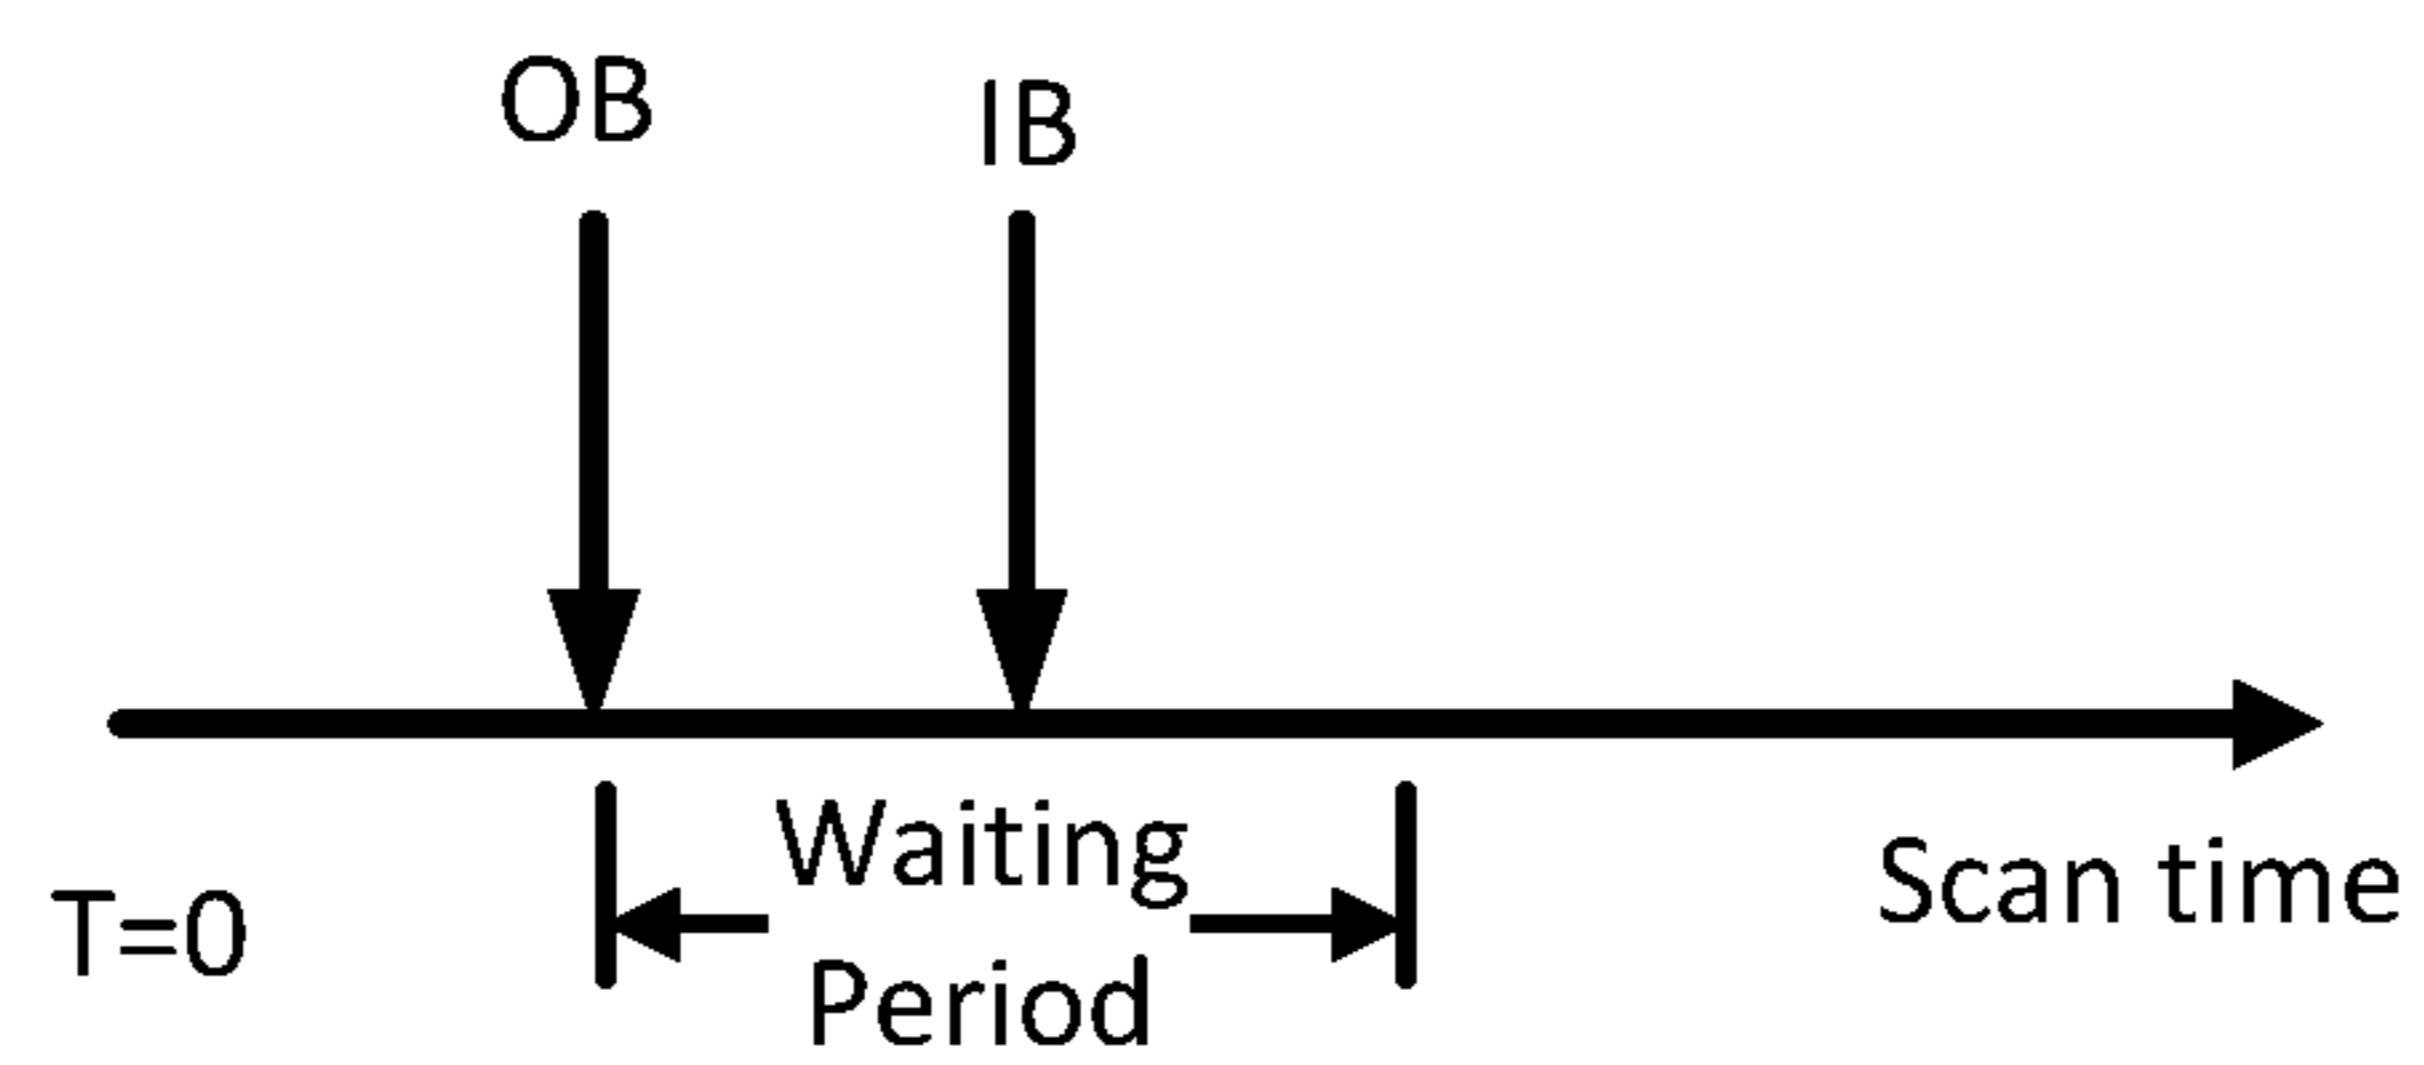 OB
IB
Waiting
Period
T=0
Scan time